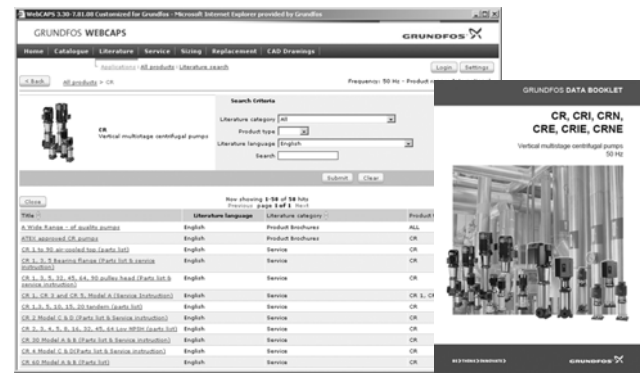 WebCAPS 3.30-7.01.08 Customized for Grundfos - Microsoft Internet Explorer provided by Grundfos
GRUNDFOS WEBCAPS
GRUNDFOS
Home | Catalogue | Literature | Service | Sizing | Replacement | CAD Drawings
Applications · All products · Literature search
Login Settings
< Back All products > CR
Frequency: 50 Hz - Product
CR
Vertical multistage centrifugal pumps
Search Criteria
Literature category All
Product type
Literature language English
Search
Submit Clear
Close
Now showing 1-58 of 58 hits
Previous page 1 of 1 Next
Title Literature language Literature category Product
A Wide Range - of quality pumps English Product Brochures ALL
ATEX approved CR pumps English Product Brochures CR
CR 1 to 90 air-cooled top (parts list) English Service CR
CR 1, 3, 5 Bearing flange (Parts list & service instruction) English Service CR
CR 1, 3, 5, 32, 45, 64, 90 pulley head (Parts list & service instruction) English Service CR
CR 1, CR 3 and CR 5, Model A (Service Instruction) English Service CR 1, CR
CR 1,3, 5, 10, 15, 20 tandem (parts list) English Service CR
CR 2 Model C & D (Parts list & Service instruction) English Service CR
CR 2, 3, 4, 5, 8, 16, 32, 45, 64 Low NPSH (parts list) English Service CR
CR 30 Model A & B (Parts list & Service instruction) English Service CR
CR 4 Model C & D(Parts list & Service instruction) English Service CR
CR 60 Model A & B (Parts list) English Service CR
GRUNDFOS DATA BOOKLET
CR, CRI, CRN,
CRE, CRIE, CRNE
Vertical multistage centrifugal pumps
50 Hz
BE > THINK > INNOVATE >
GRUNDFOS